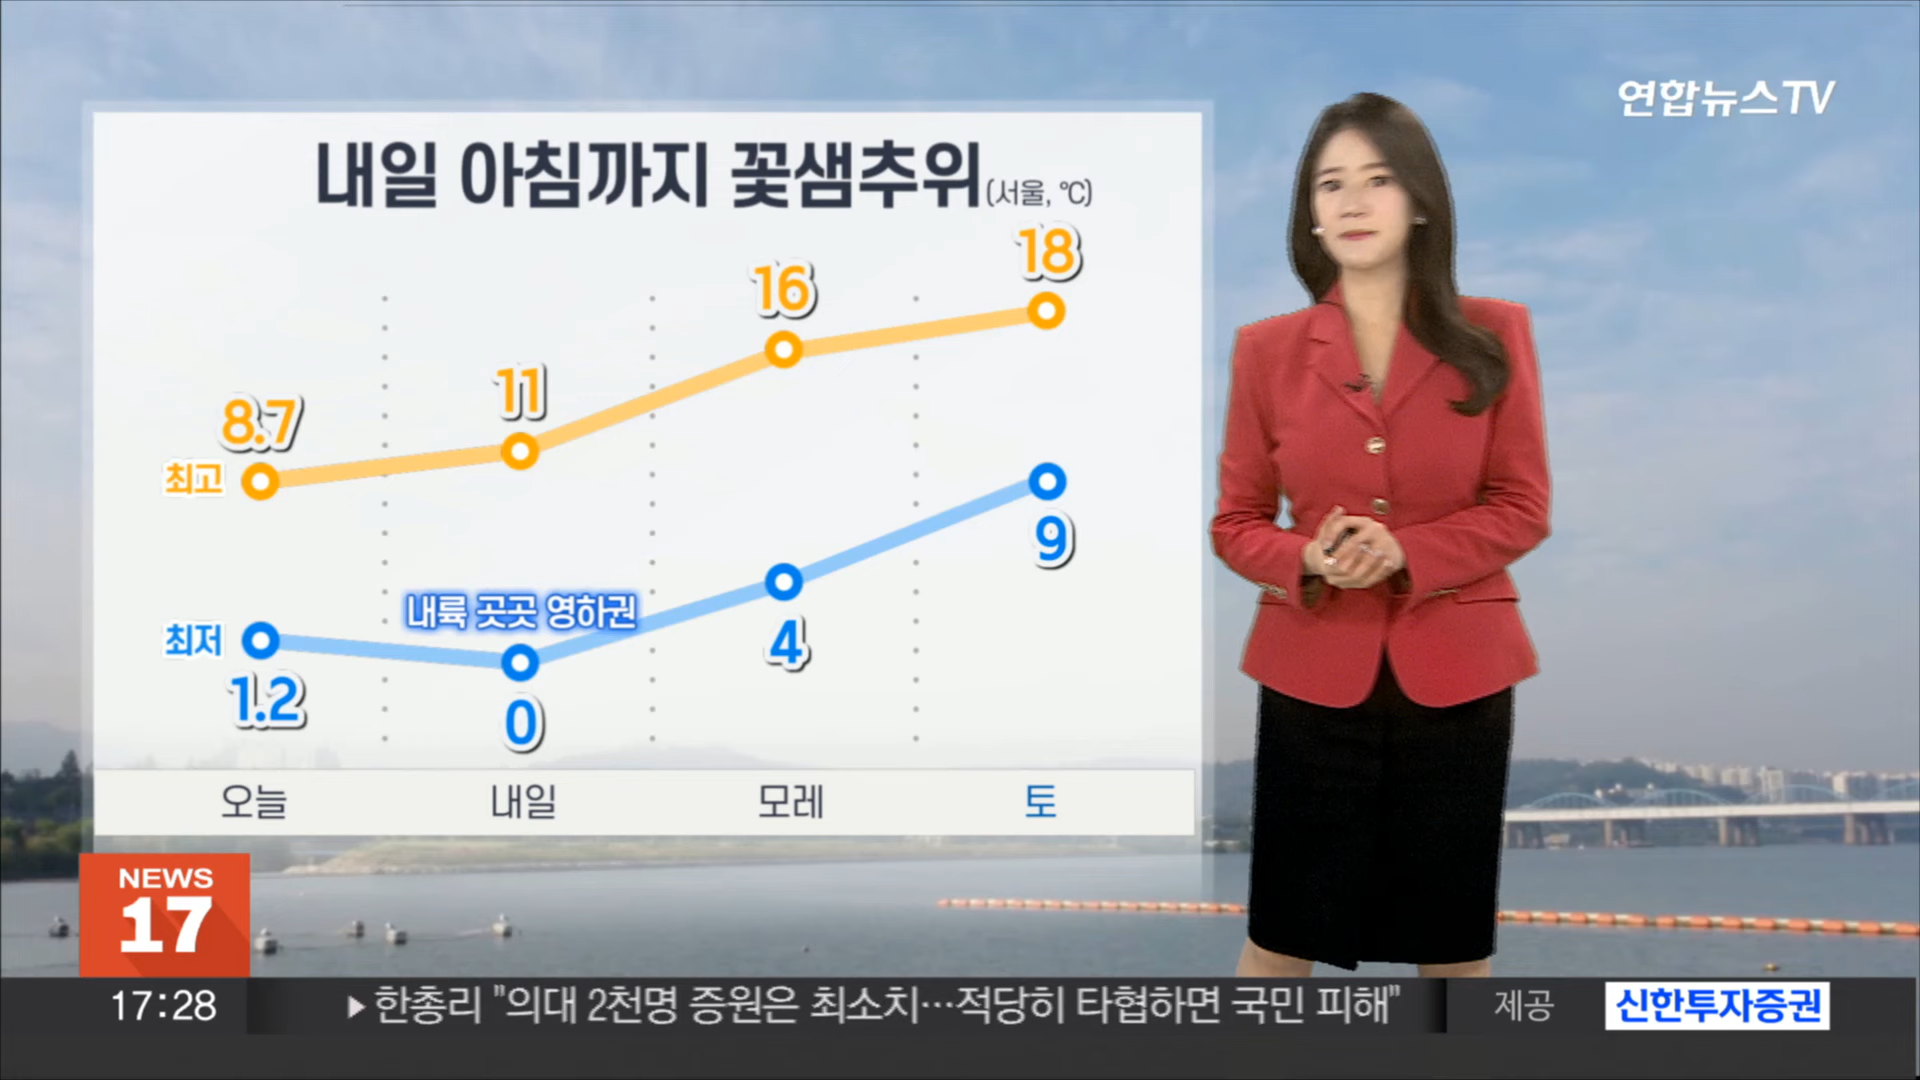 연합뉴스TV
내일 아침까지 꽃샘추위(서울, ℃)
18
16
11
8.7
최고
9
내륙 곳곳 영하권
최저
4
1.2
0
오늘 내일 모레 토
NEWS
17
17:28 ▶한총리 "의대 2천명 증원은 최소치…적당히 타협하면 국민 피해" 제공 신한투자증권